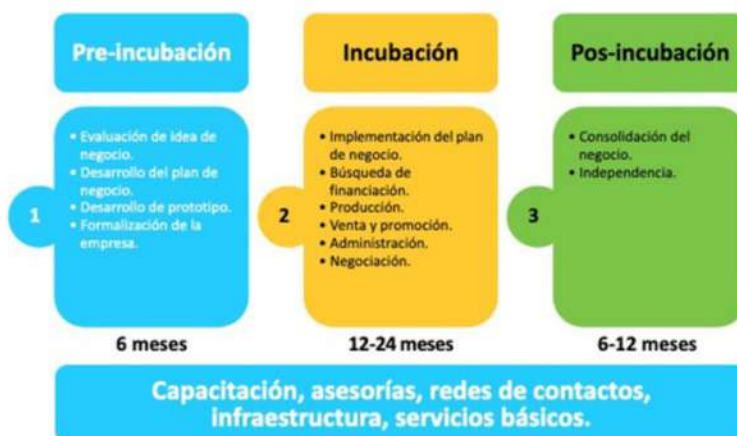 Pre-incubación
Incubación
Pos-incubación
1
• Evaluación de idea de
negocio.
• Desarrollo del plan de
negocio.
• Desarrollo de prototipo.
• Formalización de la
empresa.
6 meses
2
• Implementación del plan
de negocio.
• Búsqueda de
financiación.
• Producción.
• Venta y promoción.
• Administración.
• Negociación.
12-24 meses
3
• Consolidación del
negocio.
• Independencia.
6-12 meses
Capacitación, asesorías, redes de contactos,
infraestructura, servicios básicos.